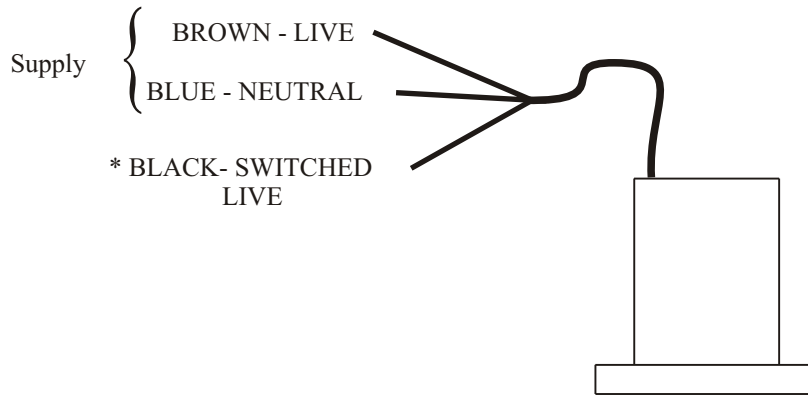 BROWN - LIVE
Supply
BLUE - NEUTRAL
* BLACK- SWITCHED
LIVE